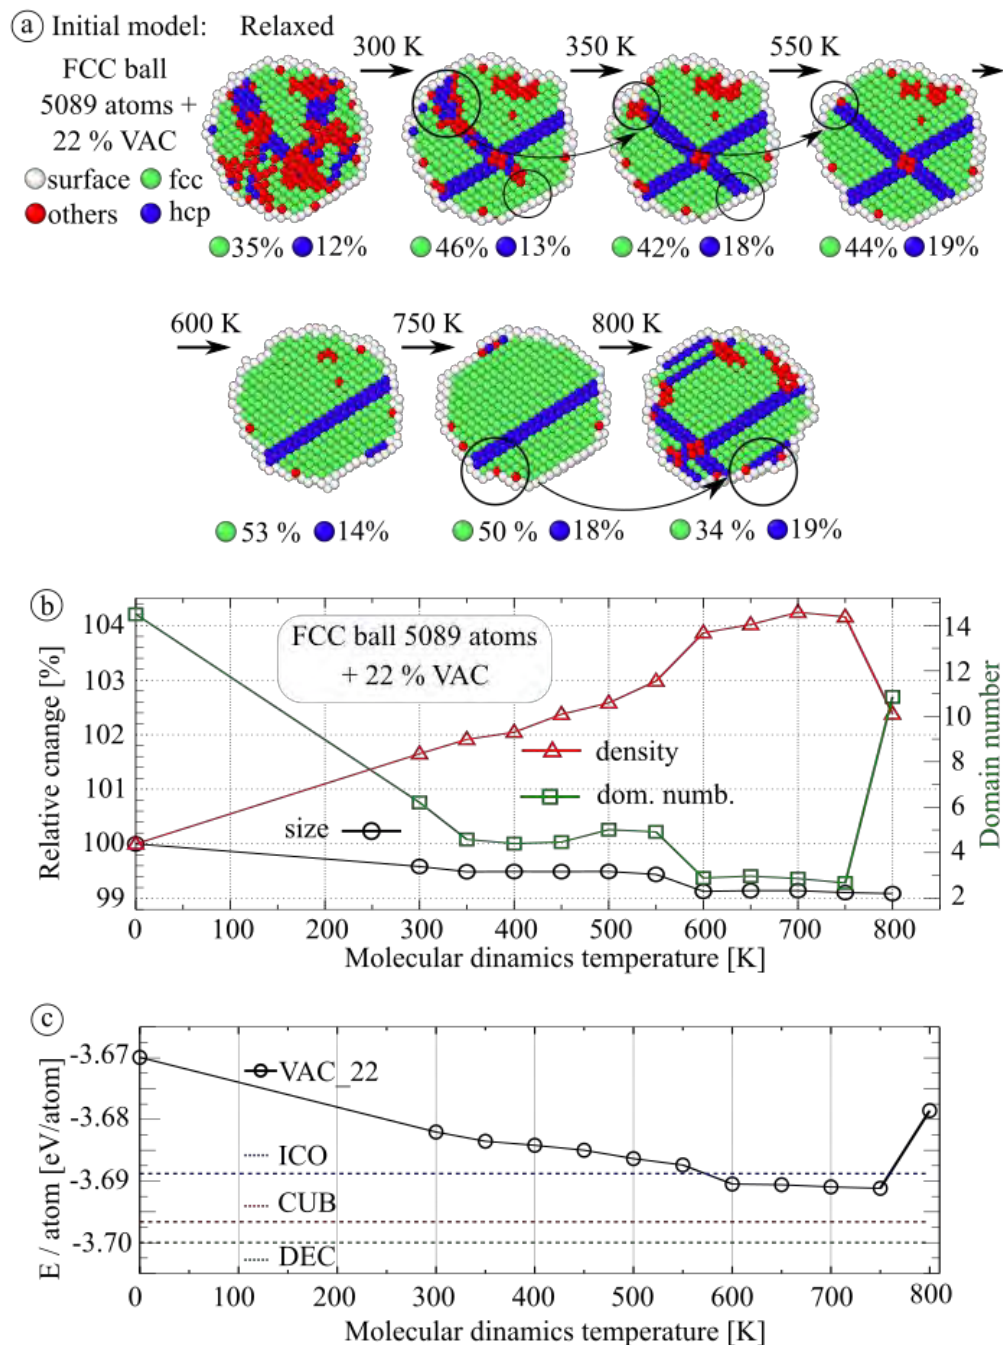 a Initial model: Relaxed
FCC ball
5089 atoms +
22 % VAC
surface fcc
others hcp
300 K 350 K 550 K
35% 12% 46% 13% 42% 18% 44% 19%
600 K 750 K 800 K
53 % 14% 50 % 18% 34 % 19%
b
FCC ball 5089 atoms
+ 22 % VAC
density
dom. numb.
size
Relative cnange [%]
104
103
102
101
100
99
Domain number
14
12
10
8
6
4
2
0 100 200 300 400 500 600 700 800
Molecular dinamics temperature [K]
c
VAC_22
ICO
CUB
DEC
E / atom [eV/atom]
-3.67
-3.68
-3.69
-3.70
0 100 200 300 400 500 600 700 800
Molecular dinamics temperature [K]